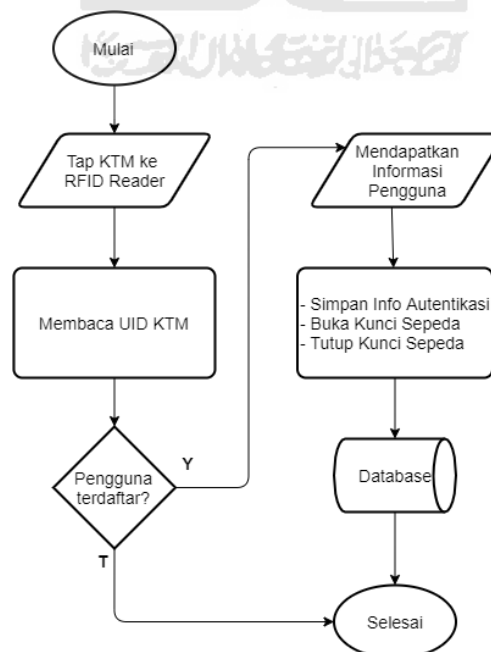 Mulai
Tap KTM ke
RFID Reader
Membaca UID KTM
Pengguna
terdaftar?
Y
T
Mendapatkan
Informasi
Pengguna
- Simpan Info Autentikasi
- Buka Kunci Sepeda
- Tutup Kunci Sepeda
Database
Selesai